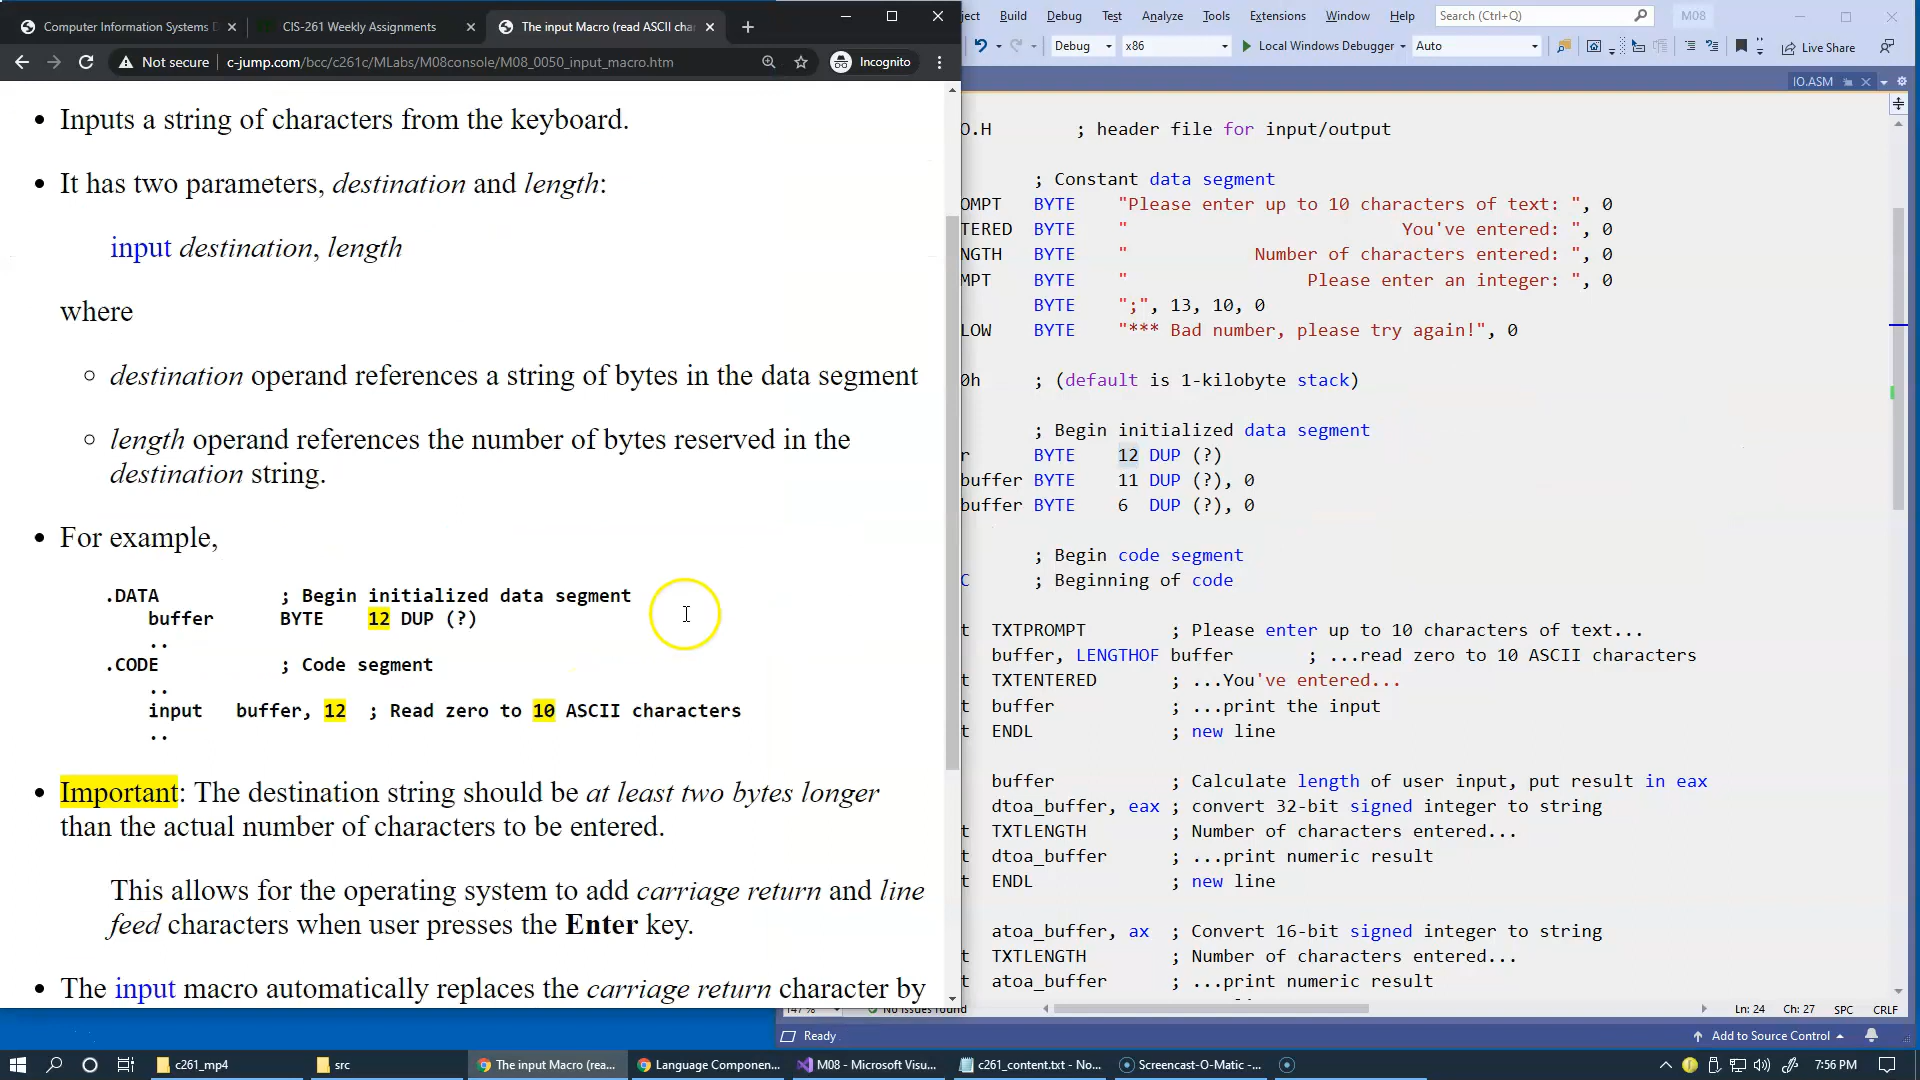 Computer Information Systems D
CIS-261 Weekly Assignments
The input Macro (read ASCII cha
Not secure
c-jump.com/bcc/c261c/MLabs/M08console/M08_0050_input_macro.htm
Incognito
Inputs a string of characters from the keyboard.
It has two parameters, destination and length:
input destination, length
where
destination operand references a string of bytes in the data segment
length operand references the number of bytes reserved in the
destination string.
For example,
.DATA ; Begin initialized data segment
buffer BYTE 12 DUP (?)
..
.CODE ; Code segment
..
input buffer, 12 ; Read zero to 10 ASCII characters
..
Important: The destination string should be at least two bytes longer
than the actual number of characters to be entered.
This allows for the operating system to add carriage return and line
feed characters when user presses the Enter key.
The input macro automatically replaces the carriage return character by
ject Build Debug Test Analyze Tools Extensions Window Help Search (Ctrl+Q) M08
Debug x86 Local Windows Debugger Auto Live Share
IO.ASM
O.H ; header file for input/output
; Constant data segment
OMPT BYTE "Please enter up to 10 characters of text: ", 0
TERED BYTE " You've entered: ", 0
NGTH BYTE " Number of characters entered: ", 0
MPT BYTE " Please enter an integer: ", 0
BYTE ";", 13, 10, 0
LOW BYTE "*** Bad number, please try again!", 0
0h ; (default is 1-kilobyte stack)
; Begin initialized data segment
r BYTE 12 DUP (?)
buffer BYTE 11 DUP (?), 0
buffer BYTE 6 DUP (?), 0
; Begin code segment
C ; Beginning of code
t TXTPROMPT ; Please enter up to 10 characters of text...
buffer, LENGTHOF buffer ; ...read zero to 10 ASCII characters
t TXTENTERED ; ...You've entered...
t buffer ; ...print the input
t ENDL ; new line
buffer ; Calculate length of user input, put result in eax
dtoa_buffer, eax ; convert 32-bit signed integer to string
t TXTLENGTH ; Number of characters entered...
t dtoa_buffer ; ...print numeric result
t ENDL ; new line
atoa_buffer, ax ; Convert 16-bit signed integer to string
t TXTLENGTH ; Number of characters entered...
t atoa_buffer ; ...print numeric result
147 % No issues found Ln: 24 Ch: 27 SPC CRLF
Ready Add to Source Control
c261_mp4
src
The input Macro (rea...
Language Componen...
M08 - Microsoft Visu...
c261_content.txt - No...
Screencast-O-Matic -...
7:56 PM